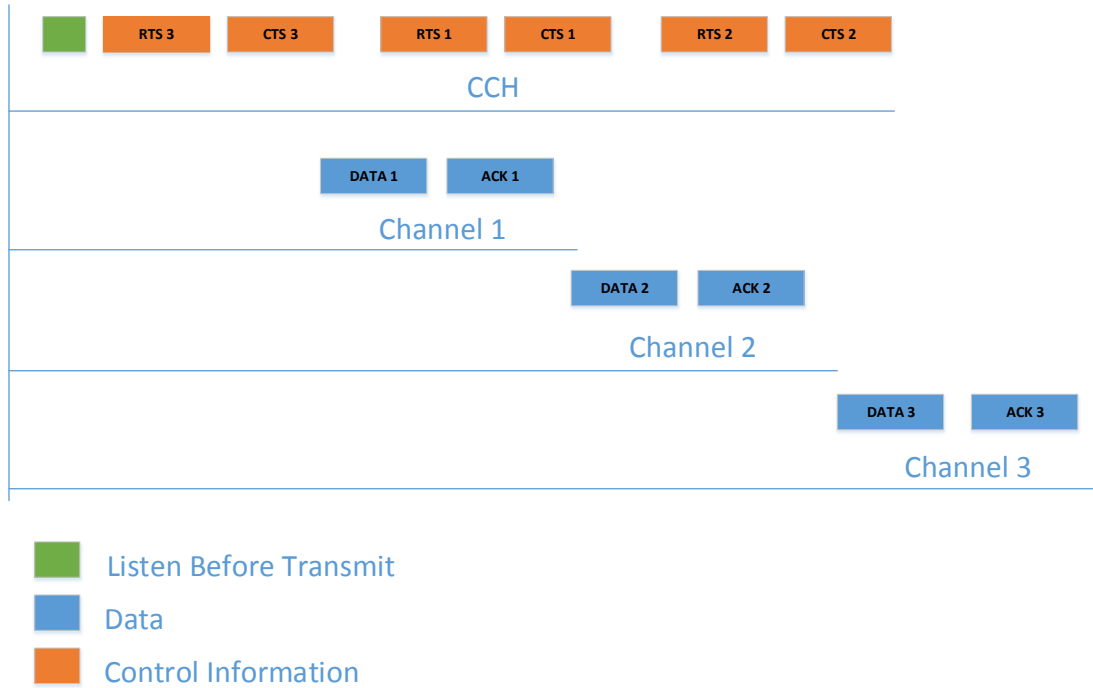 RTS 3 CTS 3 RTS 1 CTS 1 RTS 2 CTS 2
CCH
DATA 1 ACK 1
Channel 1
DATA 2 ACK 2
Channel 2
DATA 3 ACK 3
Channel 3
Listen Before Transmit
Data
Control Information